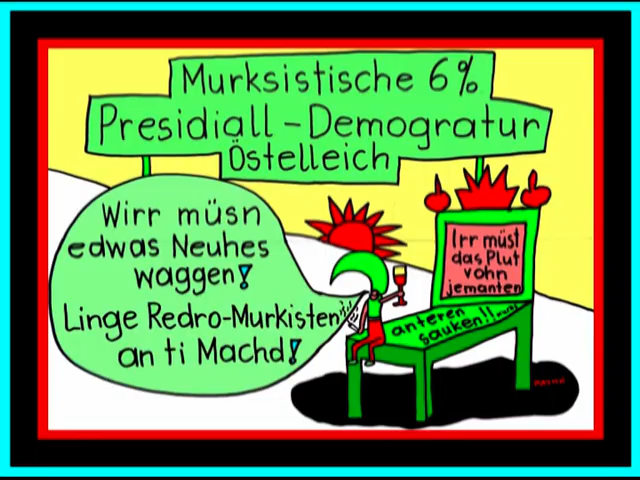 Murksistische 6%
Presidiall-Demogratur
Östelleich
Wirr müsn
edwas Neuhes
waggen!
Linge Redro-Murkisten
an ti Machd!
Irr müst
das Plut
vohn
jemanten
anteren
sauken!!